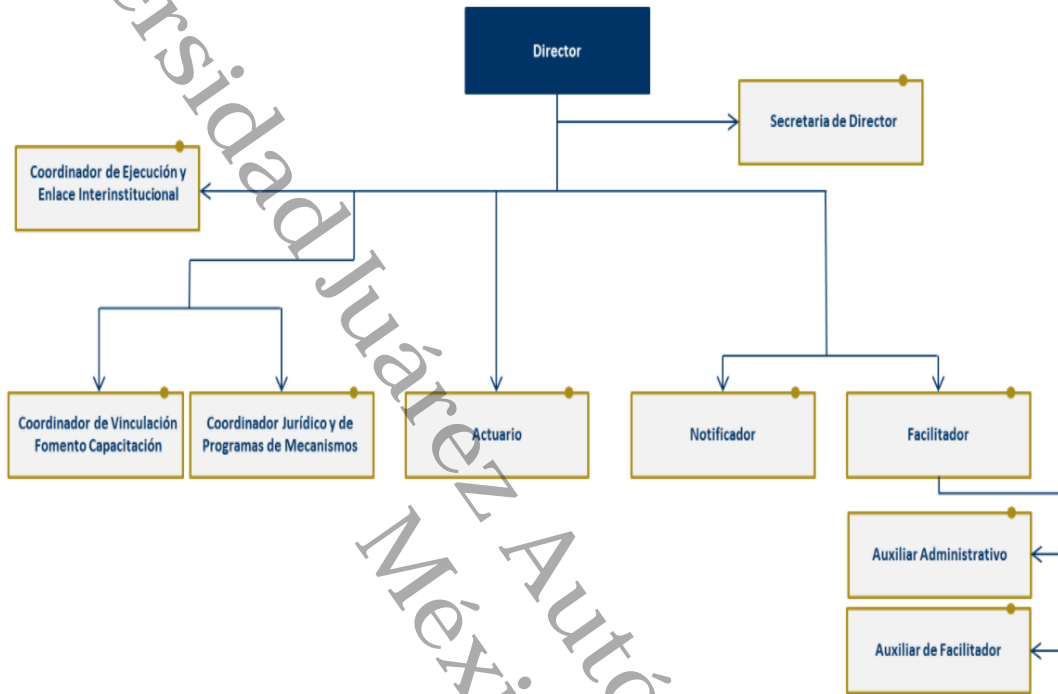 Director
Secretaria de Director
Coordinador de Ejecución y
Enlace Interinstitucional
Coordinador de Vinculación
Fomento Capacitación
Coordinador Jurídico y de
Programas de Mecanismos
Actuario
Notificador
Facilitador
Auxiliar Administrativo
Auxiliar de Facilitador
ersidad Juárez Autó
Méxi